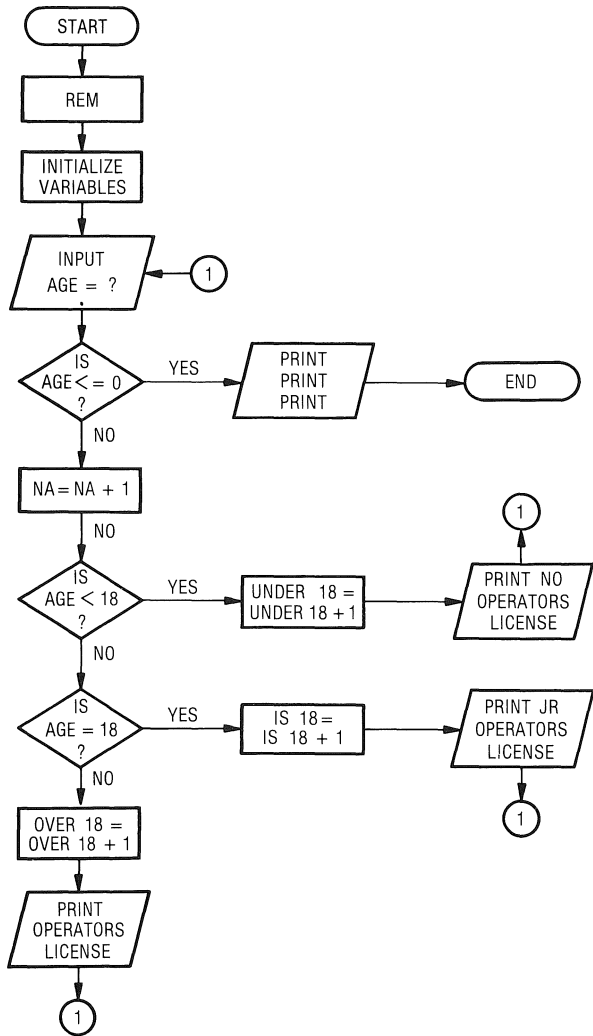 START
REM
INITIALIZE
VARIABLES
INPUT
AGE = ?
1
IS
AGE <= 0
?
YES
PRINT
PRINT
PRINT
END
NO
NA = NA + 1
NO
IS
AGE < 18
?
YES
UNDER 18 =
UNDER 18 + 1
PRINT NO
OPERATORS
LICENSE
1
NO
IS
AGE = 18
?
YES
IS 18 =
IS 18 + 1
PRINT JR
OPERATORS
LICENSE
1
NO
OVER 18 =
OVER 18 + 1
PRINT
OPERATORS
LICENSE
1